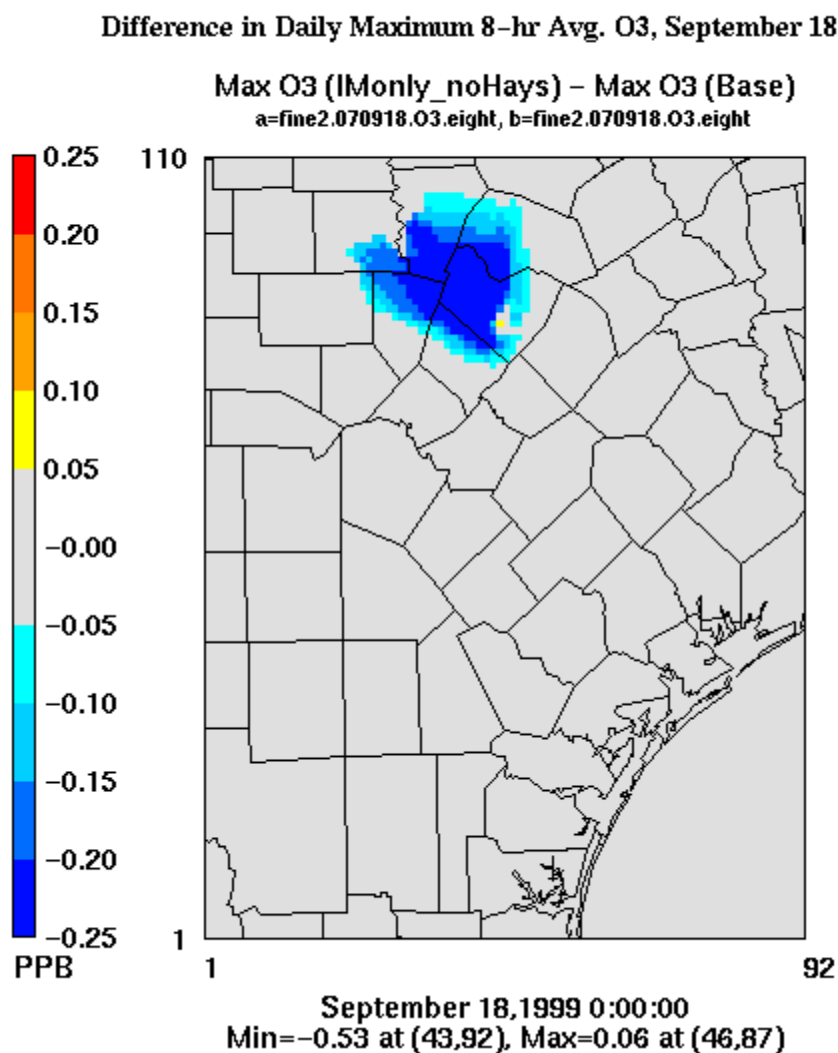 Difference in Daily Maximum 8-hr Avg. O3, September 18
Max O3 (IMonly_noHays) - Max O3 (Base)
a=fine2.070918.O3.eight, b=fine2.070918.O3.eight
0.25
0.20
0.15
0.10
0.05
-0.00
-0.05
-0.10
-0.15
-0.20
-0.25
PPB
110
1
1
92
September 18,1999 0:00:00
Min=-0.53 at (43,92), Max=0.06 at (46,87)